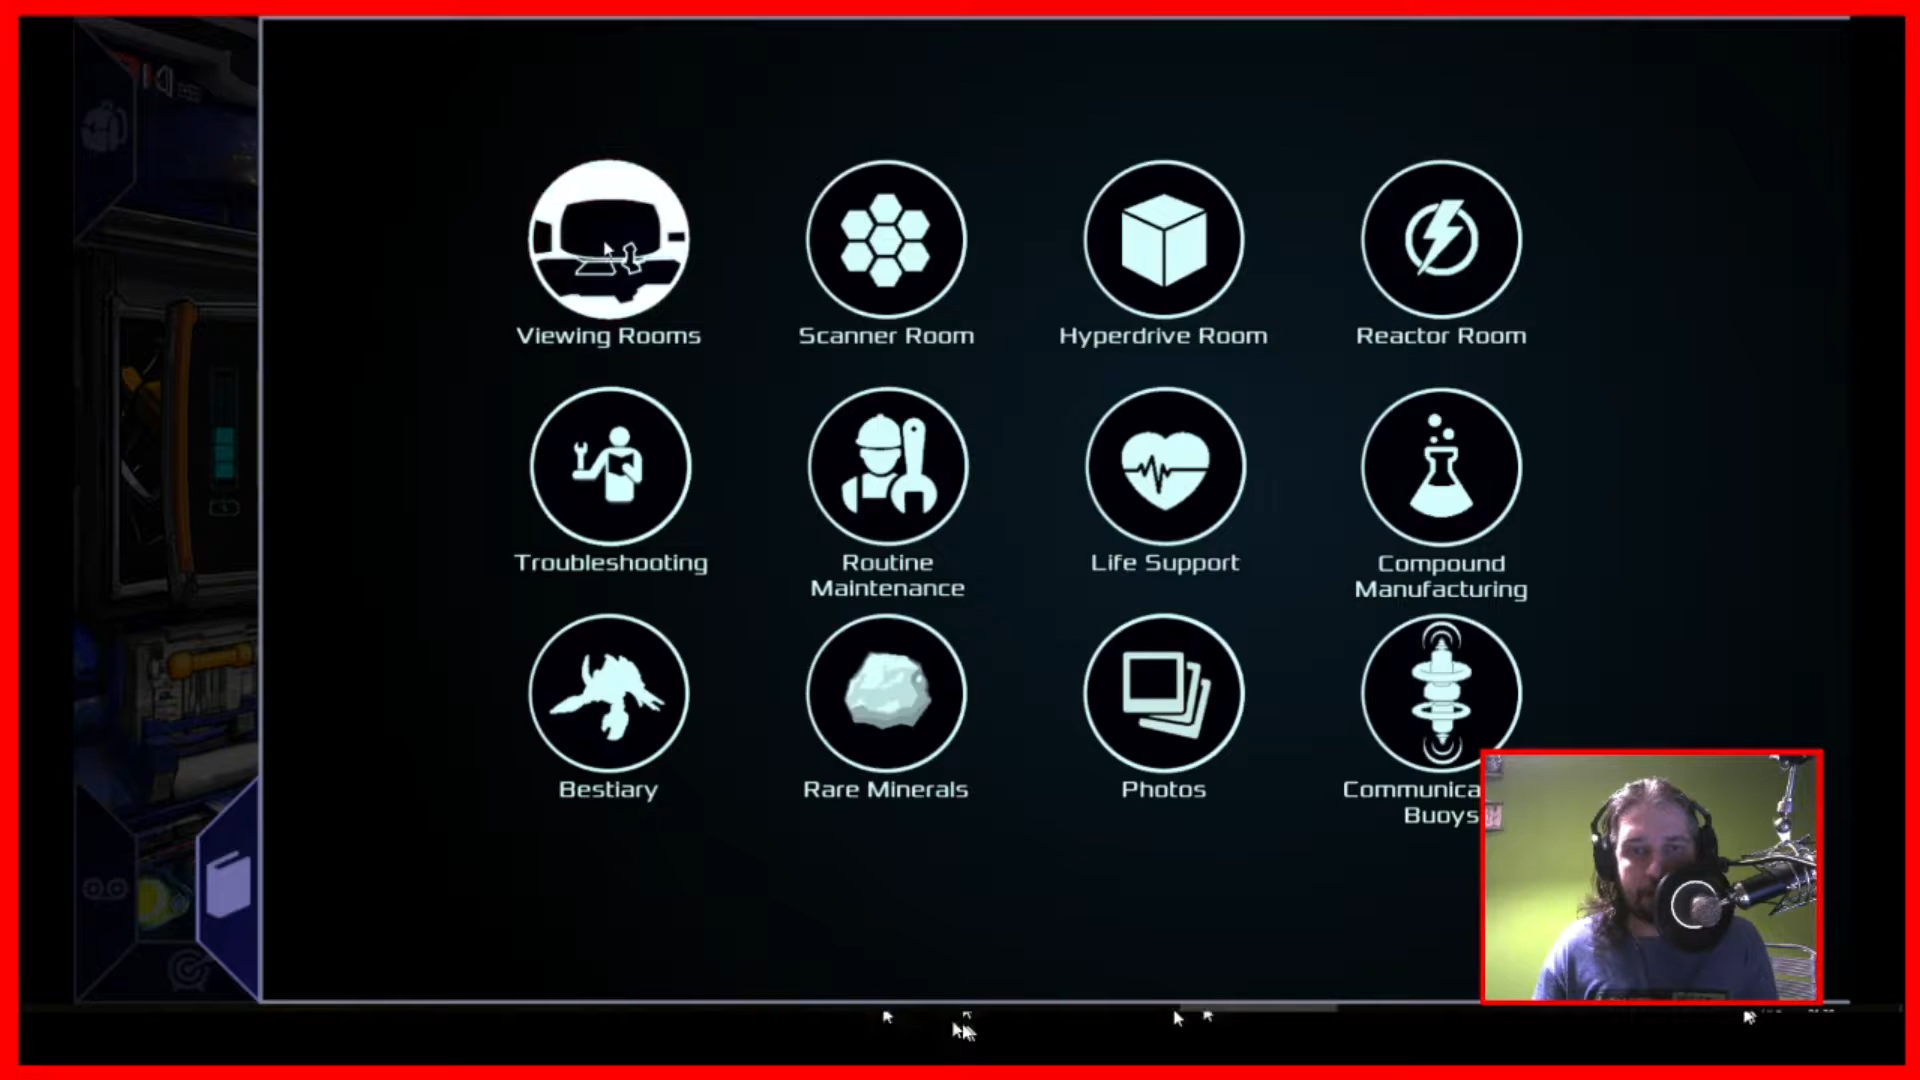 Viewing Rooms
Scanner Room
Hyperdrive Room
Reactor Room
Troubleshooting
Routine
Maintenance
Life Support
Compound
Manufacturing
Bestiary
Rare Minerals
Photos
Communica
Buoys